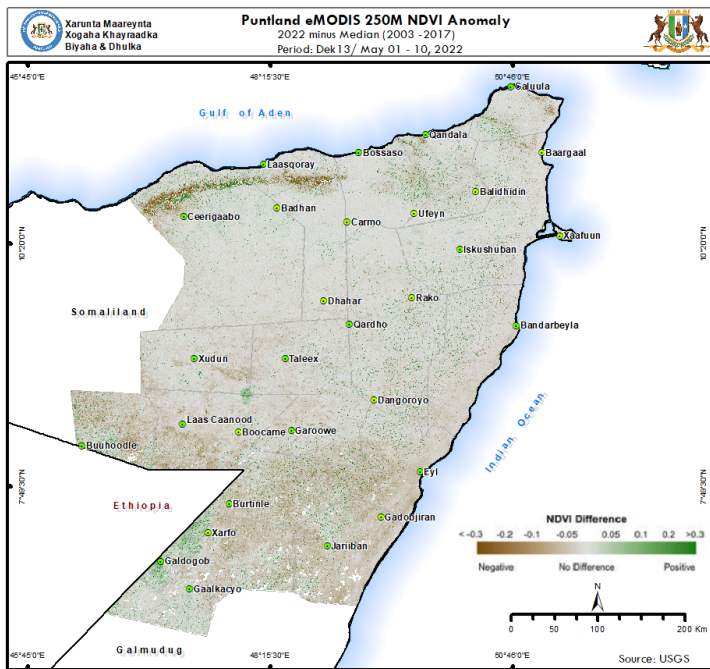 Xarunta Maareynta
Xogaha Khayraadka
Biyaha & Dhulka
Puntland eMODIS 250M NDVI Anomaly
2022 minus Median (2003 -2017)
Period: Dek13/ May 01 - 10, 2022
45°45'0"E
48°15'30"E
50°46'0"E
Caluula
Gulf of Aden
Qandala
Bossaso
Baargaal
Laasqoray
Balidhidin
Badhan
Ufeyn
Ceerigaabo
Carmo
Xaafuun
10°20'0"N
Iskushuban
Dhahar
Rako
Somaliland
Qardho
Bandarbeyla
Xudun
Taleex
Dangoroyo
Indian Ocean
Laas Caanood
Boocame
Garoowe
Buuhoodle
Eyl
7°49'30"N
Ethiopia
Burtinle
Gadoojiran
NDVI Difference
Xarfo
< -0.3 -0.2 -0.1 -0.05 0.05 0.1 0.2 >0.3
Jariiban
Negative No Difference Positive
Galdogob
N
Gaalkacyo
0 50 100 200 Km
Galmudug
Source: USGS
45°45'0"E
48°15'30"E
50°46'0"E